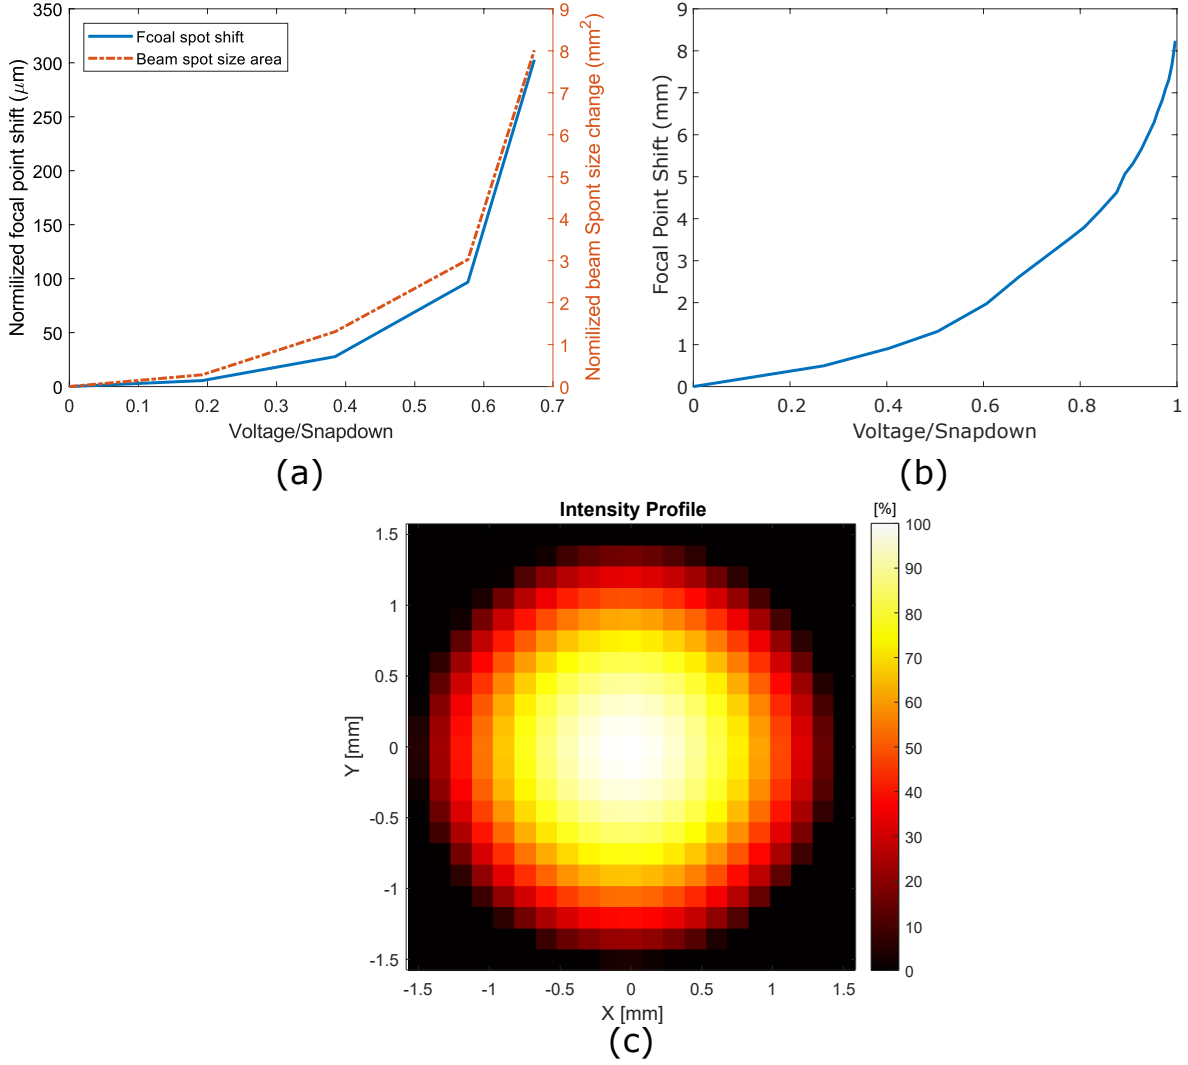 350
300
250
200
150
100
50
0
Normilized focal point shift (μm)
Fcoal spot shift
Beam spot size area
9
8
7
6
5
4
3
2
1
0
Nomilized beam Spont size change (mm²)
0 0.1 0.2 0.3 0.4 0.5 0.6 0.7
Voltage/Snapdown
(a)
9
8
7
6
5
4
3
2
1
0
Focal Point Shift (mm)
0 0.2 0.4 0.6 0.8 1
Voltage/Snapdown
(b)
Intensity Profile
1.5
1
0.5
0
-0.5
-1
-1.5
Y [mm]
-1.5 -1 -0.5 0 0.5 1 1.5
X [mm]
[%]
100
90
80
70
60
50
40
30
20
10
0
(c)